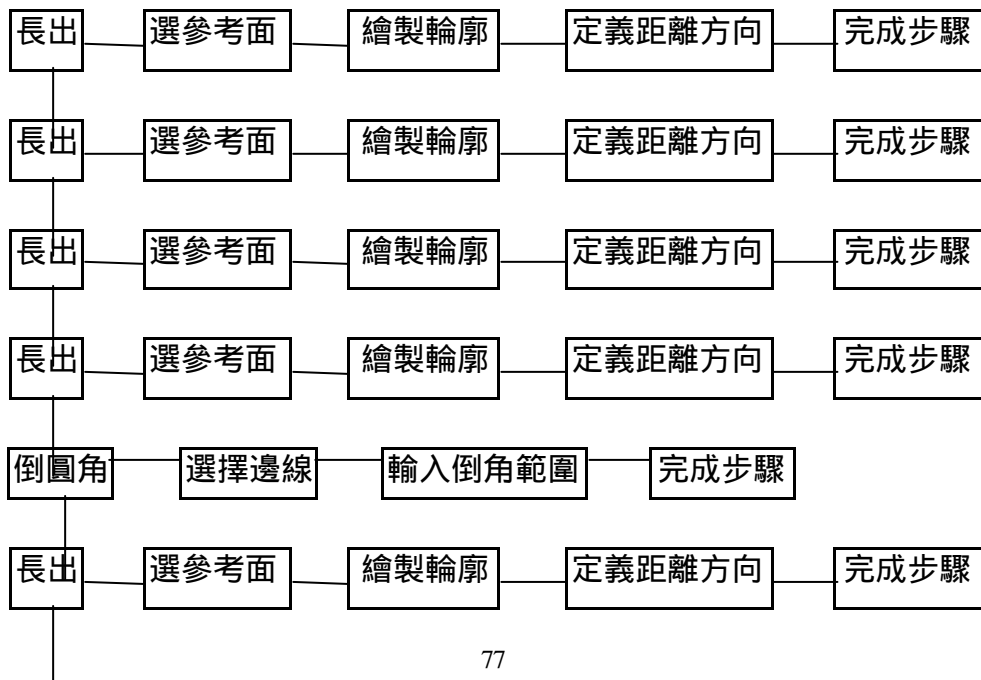 長出 選參考面 繪製輪廓 定義距離方向 完成步驟
長出 選參考面 繪製輪廓 定義距離方向 完成步驟
長出 選參考面 繪製輪廓 定義距離方向 完成步驟
長出 選參考面 繪製輪廓 定義距離方向 完成步驟
倒圓角 選擇邊線 輸入倒角範圍 完成步驟
長出 選參考面 繪製輪廓 定義距離方向 完成步驟
77